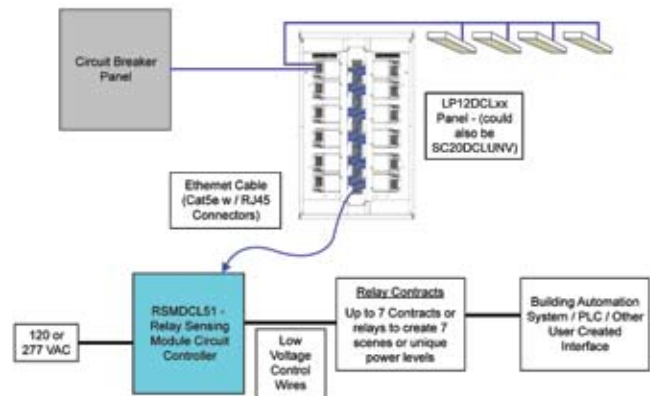 Circuit Breaker
Panel
LP12DCLxx
Panel - (could
also be
SC20DCLUNV)
Ethernet Cable
(Cat5e w / RJ45
Connectors)
RSMDCL51 -
Relay Sensing
Module Circuit
Controller
120 or
277 VAC
Low
Voltage
Control
Wires
Relay Contracts
Up to 7 Contracts or
relays to create 7
scenes or unique
power levels
Building Automation
System / PLC / Other
User Created
Interface